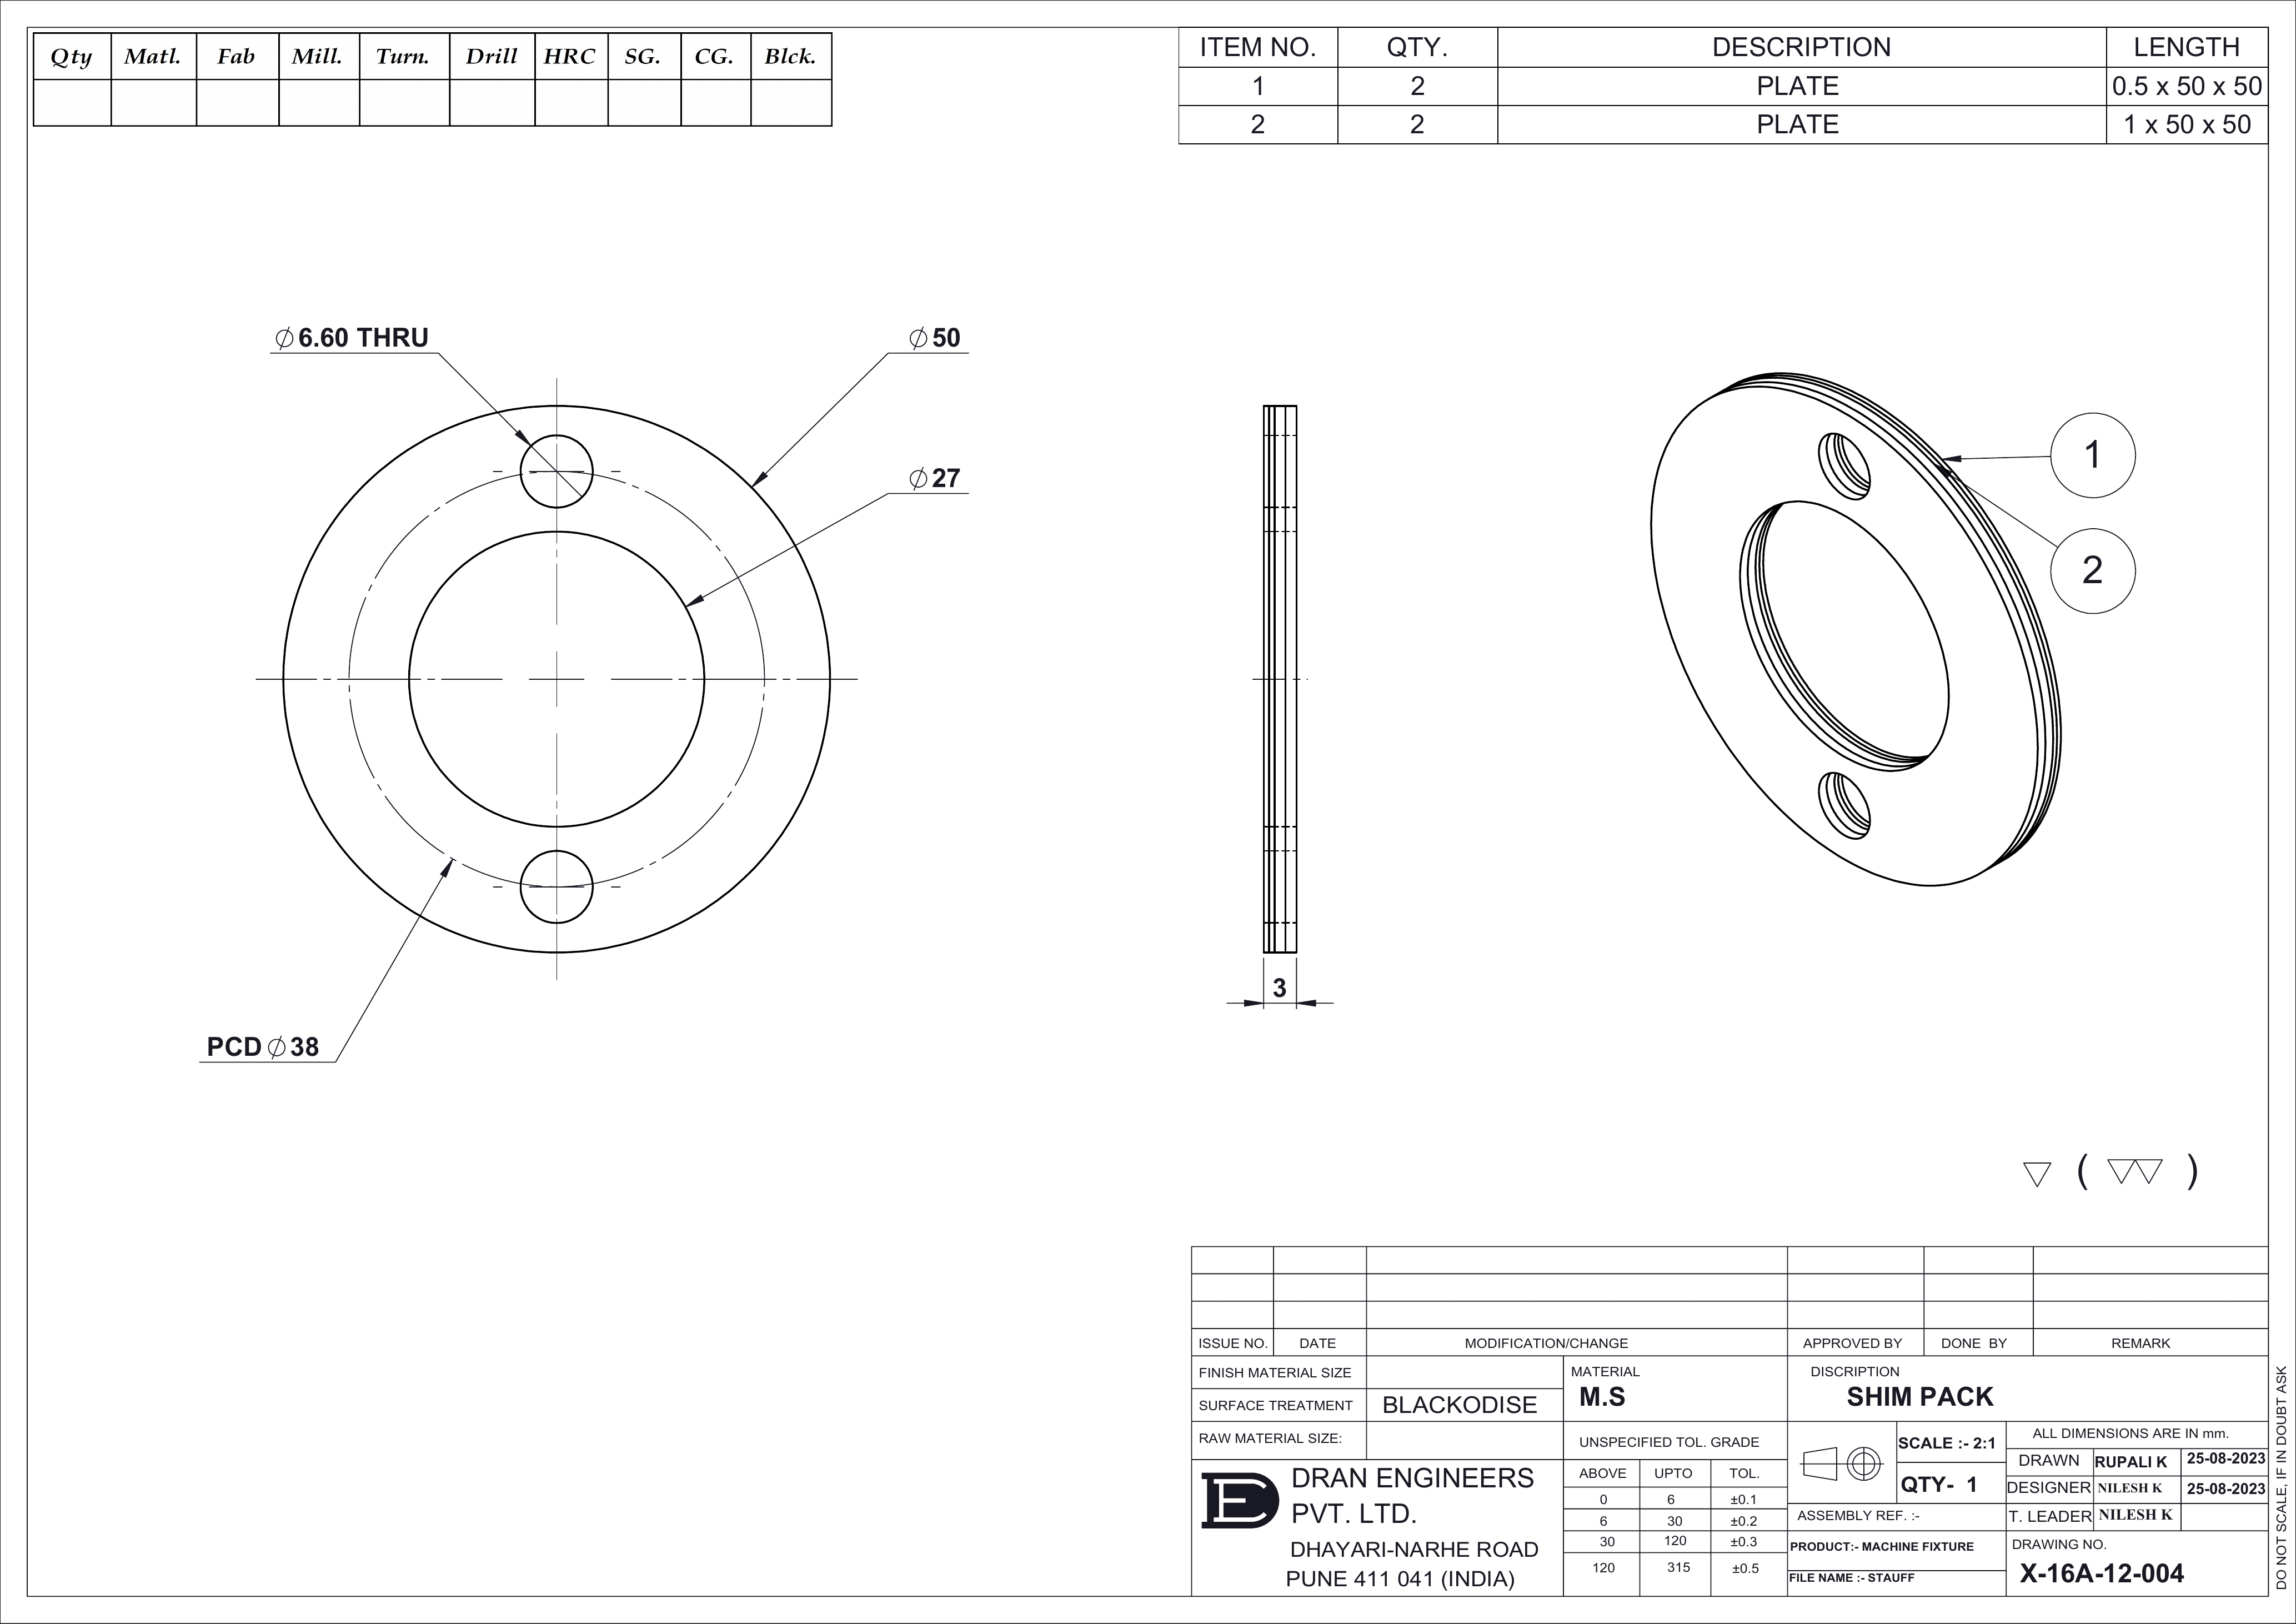 Qty Matl. Fab Mill. Turn. Drill HRC SG. CG. Blck.
ITEM NO. QTY. DESCRIPTION LENGTH
1 2 PLATE 0.5 x 50 x 50
2 2 PLATE 1 x 50 x 50
∅6.60 THRU
∅50
∅27
PCD ∅38
3
1
2
( )
ISSUE NO. DATE MODIFICATION/CHANGE APPROVED BY DONE BY REMARK
FINISH MATERIAL SIZE
SURFACE TREATMENT BLACKODISE
RAW MATERIAL SIZE:
MATERIAL
M.S
DISCRIPTION
SHIM PACK
UNSPECIFIED TOL. GRADE
ABOVE UPTO TOL.
0 6 ±0.1
6 30 ±0.2
30 120 ±0.3
120 315 ±0.5
DRAN ENGINEERS
PVT. LTD.
DHAYARI-NARHE ROAD
PUNE 411 041 (INDIA)
SCALE :- 2:1
QTY- 1
ALL DIMENSIONS ARE IN mm.
DRAWN RUPALI K 25-08-2023
DESIGNER NILESH K 25-08-2023
T. LEADER NILESH K
ASSEMBLY REF. :-
PRODUCT:- MACHINE FIXTURE
FILE NAME :- STAUFF
DRAWING NO.
X-16A-12-004
DO NOT SCALE, IF IN DOUBT ASK